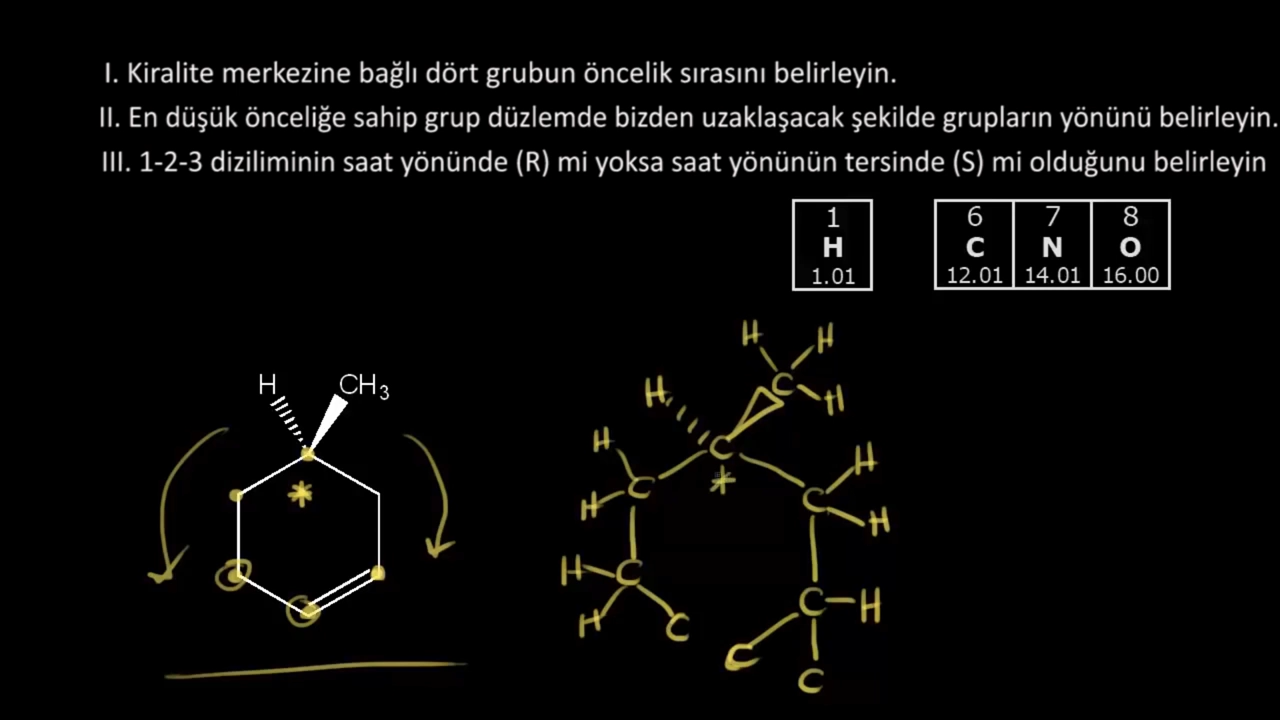 I. Kiralite merkezine bağlı dört grubun öncelik sırasını belirleyin.
II. En düşük önceliğe sahip grup düzlemde bizden uzaklaşacak şekilde grupların yönünü belirleyin.
III. 1-2-3 diziliminin saat yönünde (R) mi yoksa saat yönünün tersinde (S) mi olduğunu belirleyin
1 6 7 8
H C N O
1.01 12.01 14.01 16.00
H CH3
*
H H
H C H
H C H
H C * C H
H H
H C C H
H C C
C